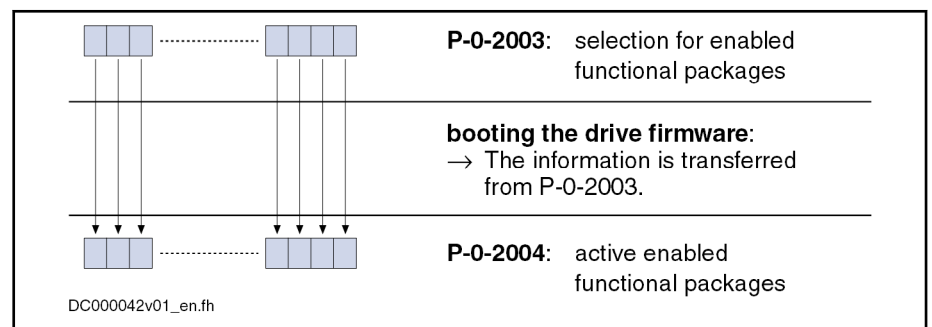 P-0-2003: selection for enabled
functional packages
booting the drive firmware:
→ The information is transferred
from P-0-2003.
P-0-2004: active enabled
functional packages
DC000042v01_en.fh